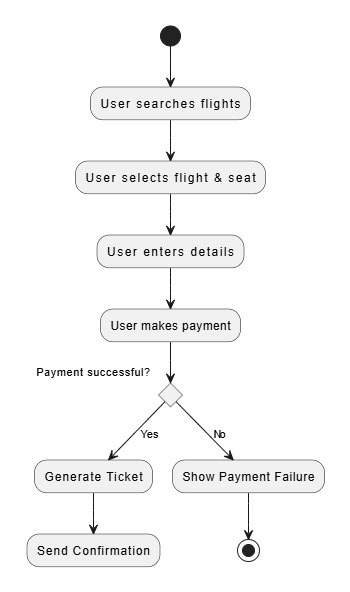 User searches flights
User selects flight & seat
User enters details
User makes payment
Payment successful?
Yes
No
Generate Ticket
Show Payment Failure
Send Confirmation